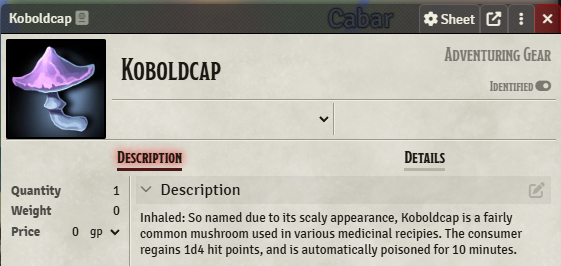 Koboldcap
Cabar
Sheet
KOBOLDCAP
ADVENTURING GEAR
IDENTIFIED
DESCRIPTION
DETAILS
Quantity 1
Weight 0
Price 0 gp
Description
Inhaled: So named due to its scaly appearance, Koboldcap is a fairly
common mushroom used in various medicinal recipies. The consumer
regains 1d4 hit points, and is automatically poisoned for 10 minutes.